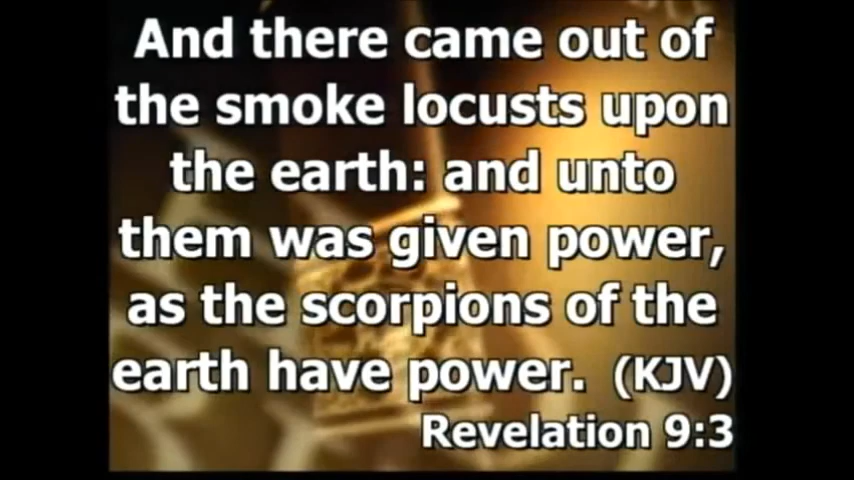 And there came out of
the smoke locusts upon
the earth: and unto
them was given power,
as the scorpions of the
earth have power. (KJV)
Revelation 9:3